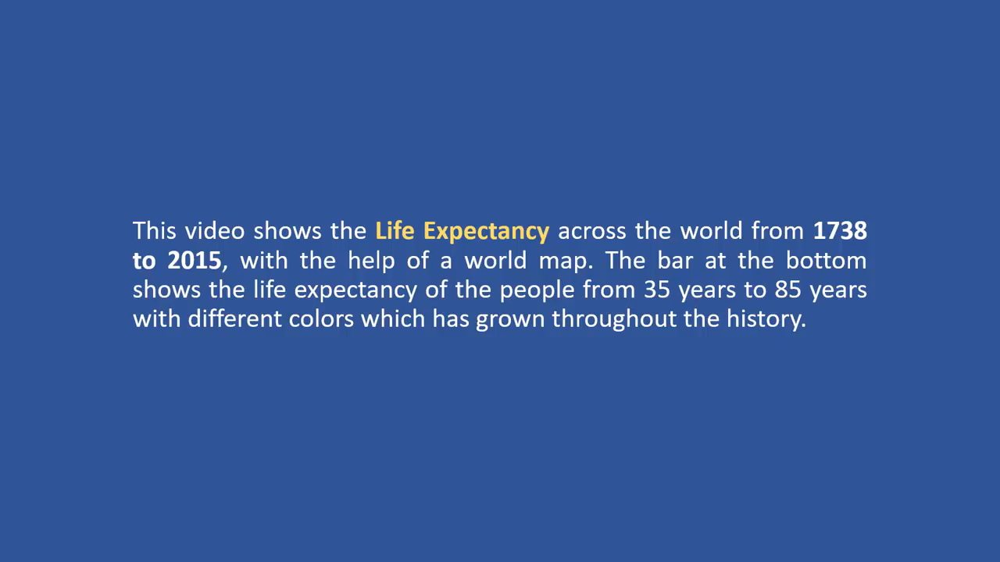 This video shows the Life Expectancy across the world from 1738
to 2015, with the help of a world map. The bar at the bottom
shows the life expectancy of the people from 35 years to 85 years
with different colors which has grown throughout the history.